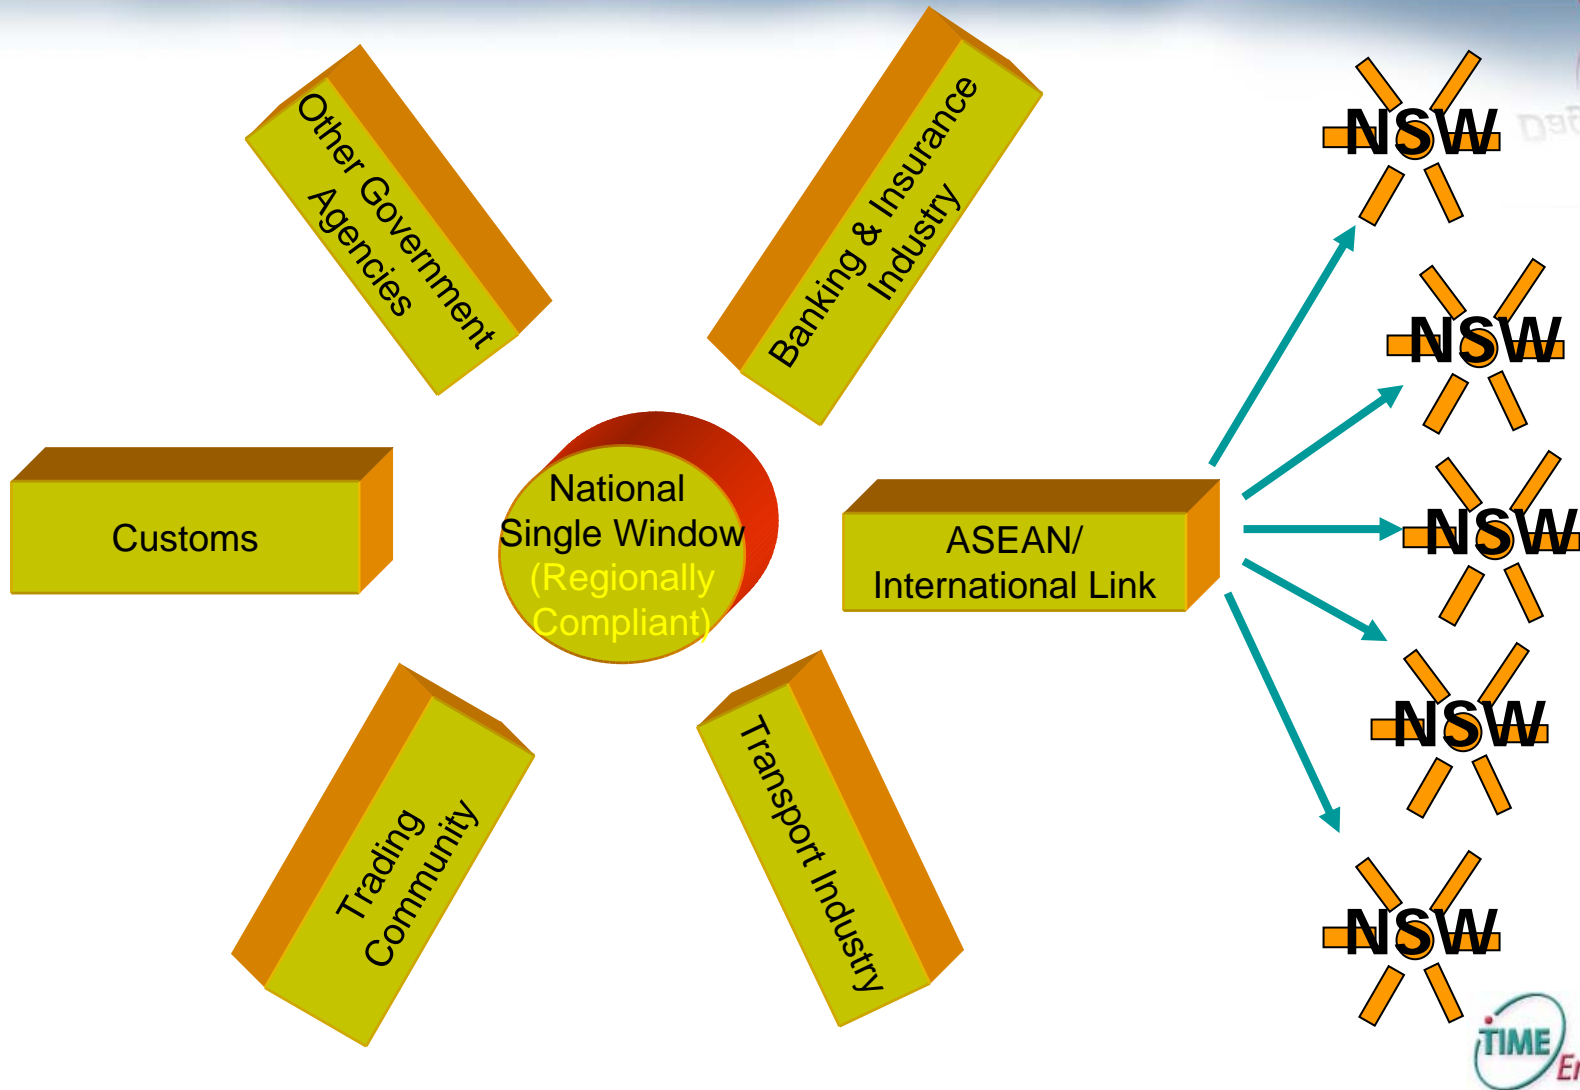 Other Government
Agencies
Banking & Insurance
Industry
Customs
National
Single Window
(Regionally
Compliant)
ASEAN/
International Link
Trading
Community
Transport Industry
NSW
NSW
NSW
NSW
NSW
TIME